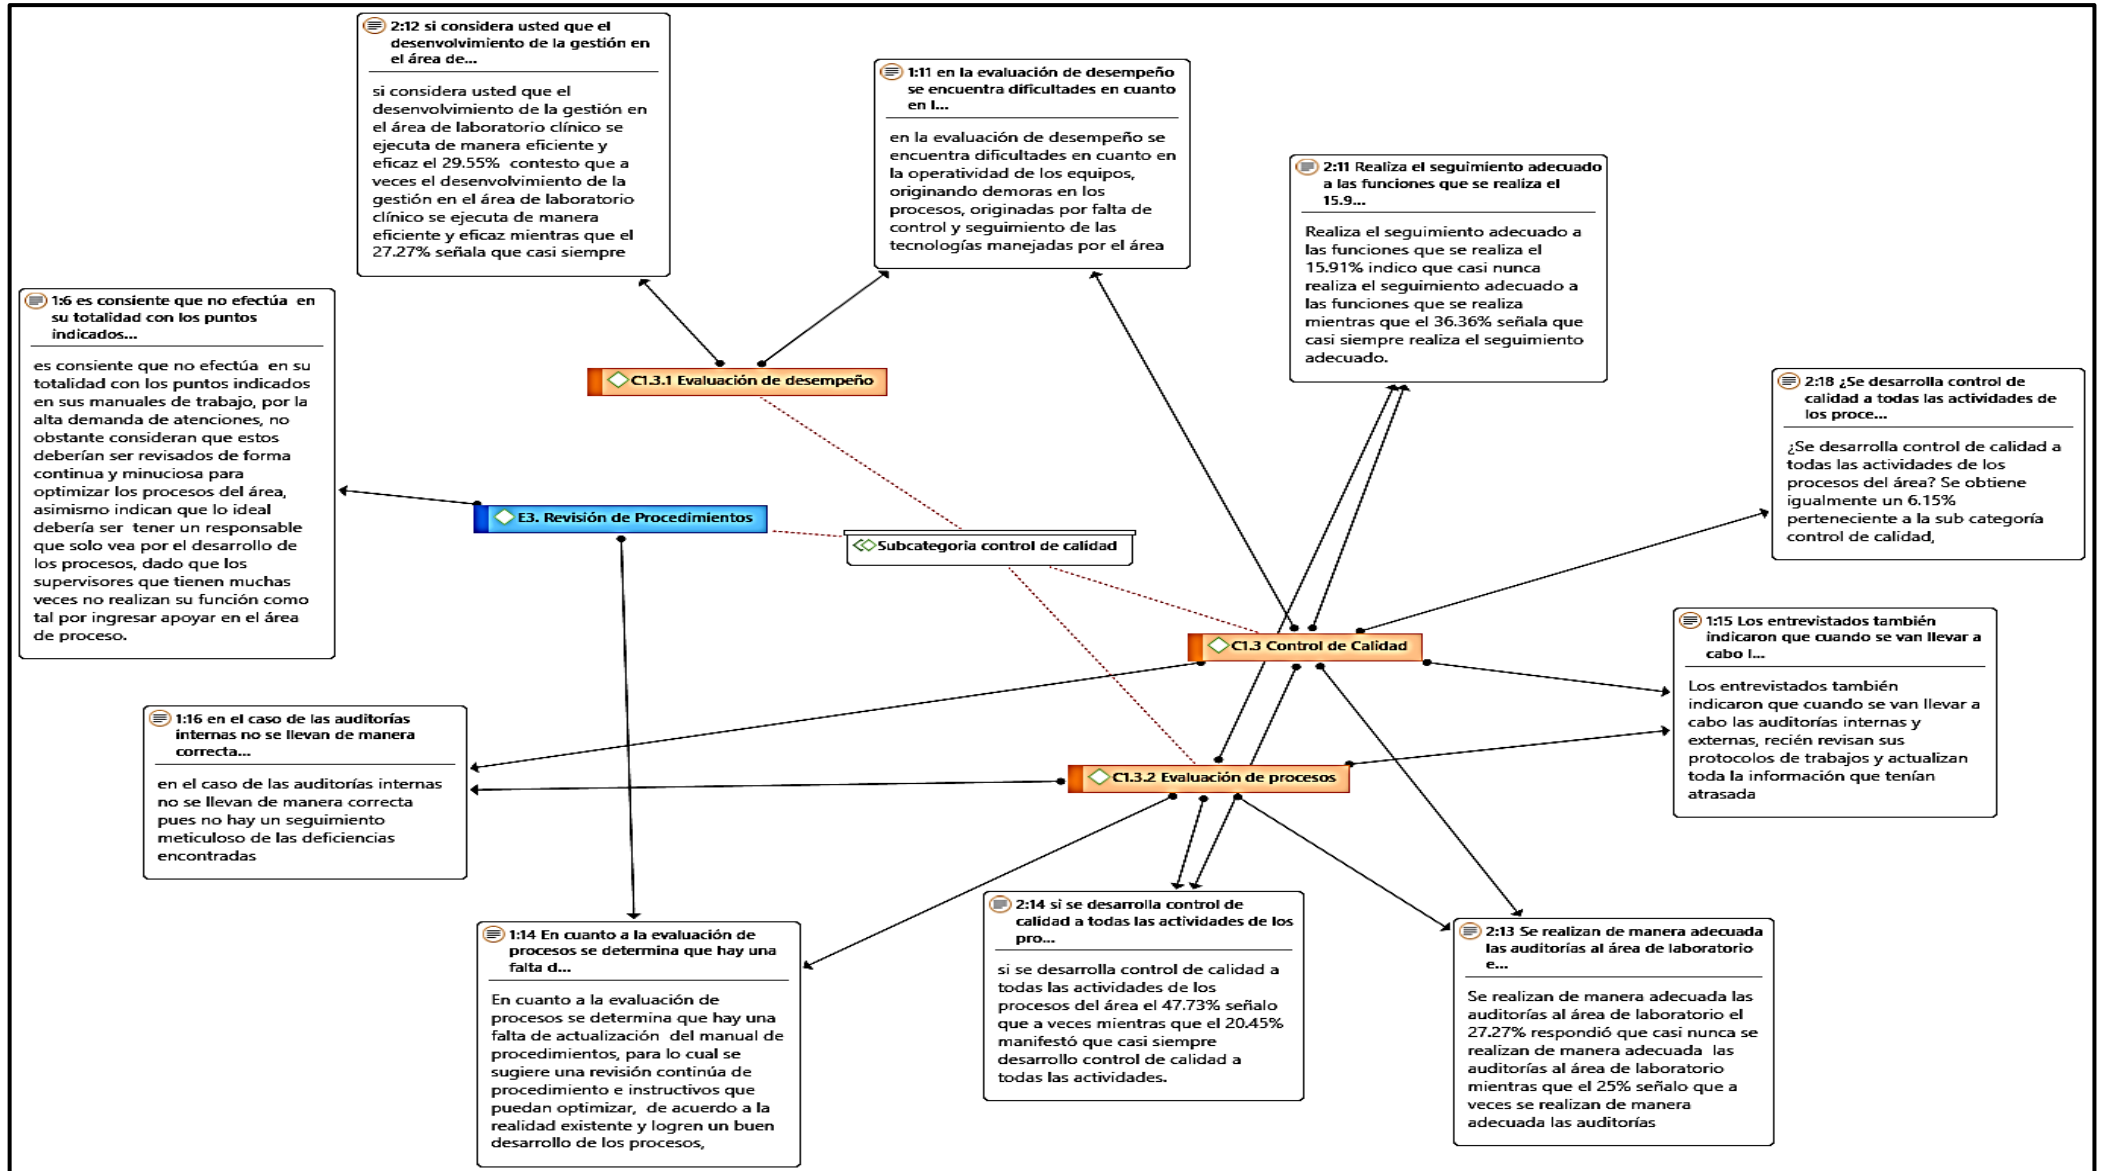 2:12 si considera usted que el
desenvolvimiento de la gestión en
el área de...
si considera usted que el
desenvolvimiento de la gestión en
el área de laboratorio clínico se
ejecuta de manera eficiente y
eficaz el 29.55%  contesto que a
veces el desenvolvimiento de la
gestión en el área de laboratorio
clínico se ejecuta de manera
eficiente y eficaz mientras que el
27.27% señala que casi siempre
1:11 en la evaluación de desempeño
se encuentra dificultades en cuanto
en l...
en la evaluación de desempeño se
encuentra dificultades en cuanto en
la operatividad de los equipos,
originando demoras en los
procesos, originadas por falta de
control y seguimiento de las
tecnologías manejadas por el área
2:11 Realiza el seguimiento adecuado
a las funciones que se realiza el
15.9...
Realiza el seguimiento adecuado a
las funciones que se realiza el
15.91% indico que casi nunca
realiza el seguimiento adecuado a
las funciones que se realiza
mientras que el 36.36% señala que
casi siempre realiza el seguimiento
adecuado.
1:6 es consiente que no efectúa  en
su totalidad con los puntos
indicados...
es consiente que no efectúa  en su
totalidad con los puntos indicados
en sus manuales de trabajo, por la
alta demanda de atenciones, no
obstante consideran que estos
deberían ser revisados de forma
continua y minuciosa para
optimizar los procesos del área,
asimismo indican que lo ideal
debería ser  tener un responsable
que solo vea por el desarrollo de
los procesos, dado que los
supervisores que tienen muchas
veces no realizan su función como
tal por ingresar apoyar en el área
de proceso.
C1.3.1 Evaluación de desempeño
2:18 ¿Se desarrolla control de
calidad a todas las actividades de
los proce...
¿Se desarrolla control de calidad a
todas las actividades de los
procesos del área? Se obtiene
igualmente un 6.15%
perteneciente a la sub categoría
control de calidad,
E3. Revisión de Procedimientos
Subcategoria control de calidad
C1.3 Control de Calidad
1:15 Los entrevistados también
indicaron que cuando se van llevar a
cabo l...
Los entrevistados también
indicaron que cuando se van llevar a
cabo las auditorías internas y
externas, recién revisan sus
protocolos de trabajos y actualizan
toda la información que tenían
atrasada
1:16 en el caso de las auditorías
internas no se llevan de manera
correcta...
en el caso de las auditorías internas
no se llevan de manera correcta
pues no hay un seguimiento
meticuloso de las deficiencias
encontradas
C1.3.2 Evaluación de procesos
1:14 En cuanto a la evaluación de
procesos se determina que hay una
falta d...
En cuanto a la evaluación de
procesos se determina que hay una
falta de actualización  del manual de
procedimientos, para lo cual se
sugiere una revisión continúa de
procedimiento e instructivos que
puedan optimizar,  de acuerdo a la
realidad existente y logren un buen
desarrollo de los procesos,
2:14 si se desarrolla control de
calidad a todas las actividades de los
pro...
si se desarrolla control de calidad a
todas las actividades de los
procesos del área el 47.73% señalo
que a veces mientras que el 20.45%
manifestó que casi siempre
desarrollo control de calidad a
todas las actividades.
2:13 Se realizan de manera adecuada
las auditorías al área de laboratorio
e...
Se realizan de manera adecuada las
auditorías al área de laboratorio el
27.27% respondió que casi nunca se
realizan de manera adecuada  las
auditorías al área de laboratorio
mientras que el 25% señalo que a
veces se realizan de manera
adecuada las auditorías